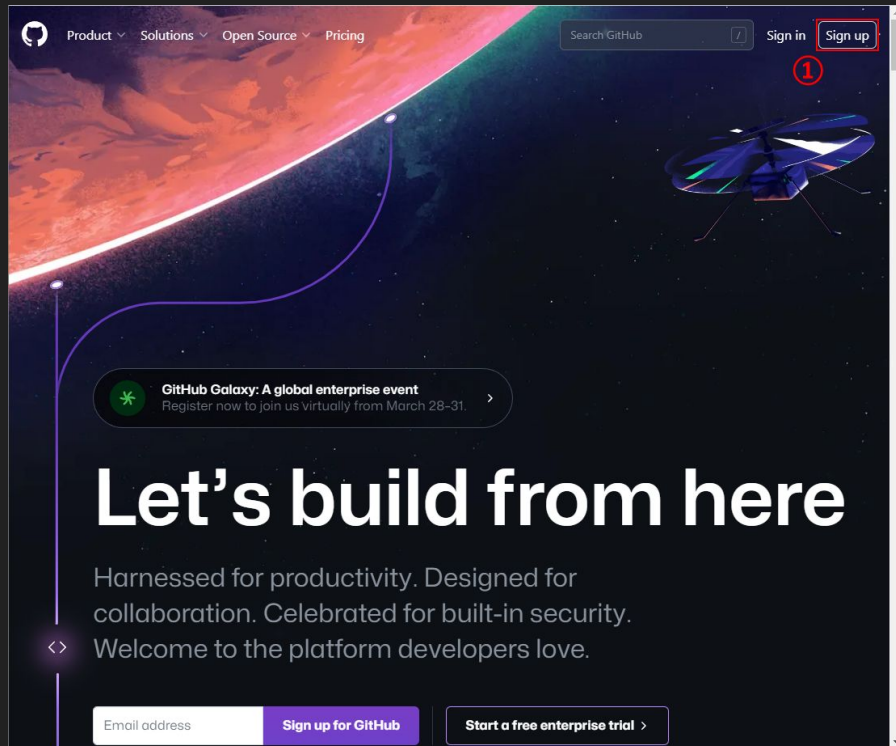 Product Solutions Open Source Pricing Search GitHub / Sign in Sign up
①
GitHub Galaxy: A global enterprise event
Register now to join us virtually from March 28–31.
Let's build from here
Harnessed for productivity. Designed for
collaboration. Celebrated for built-in security.
Welcome to the platform developers love.
Email address Sign up for GitHub Start a free enterprise trial